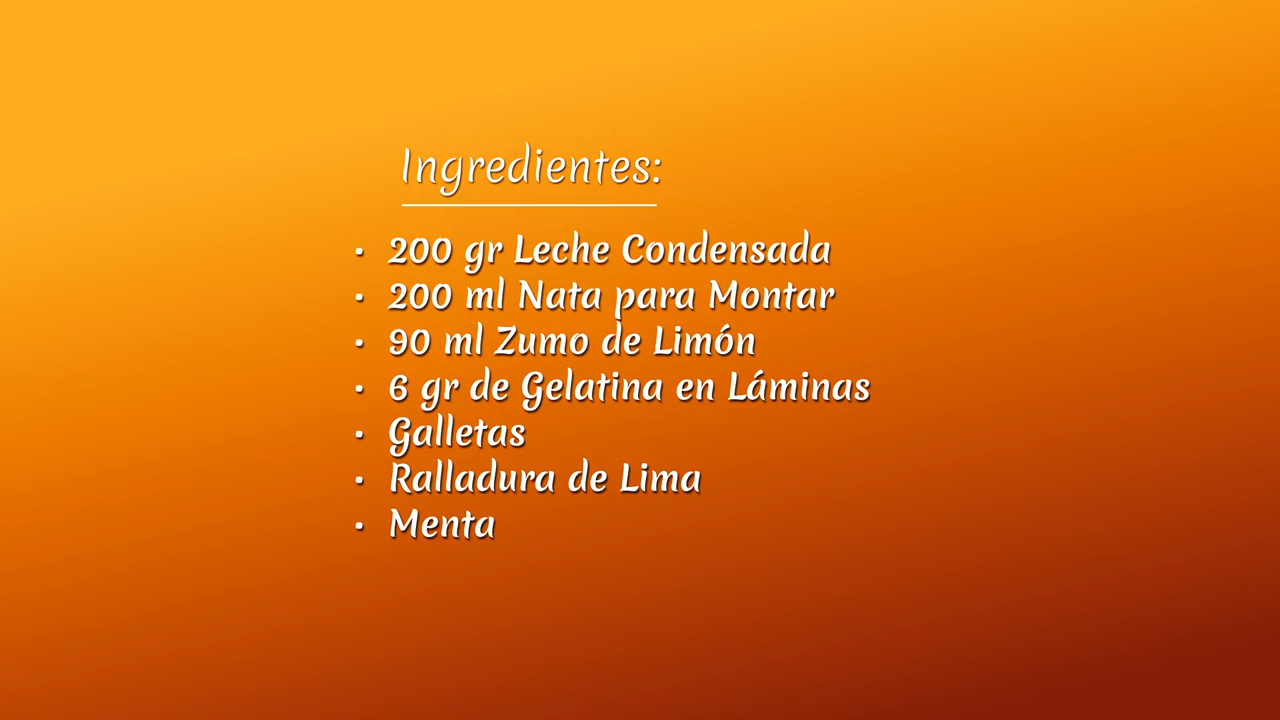 Ingredientes:
• 200 gr Leche Condensada
• 200 ml Nata para Montar
• 90 ml Zumo de Limón
• 6 gr de Gelatina en Láminas
• Galletas
• Ralladura de Lima
• Menta